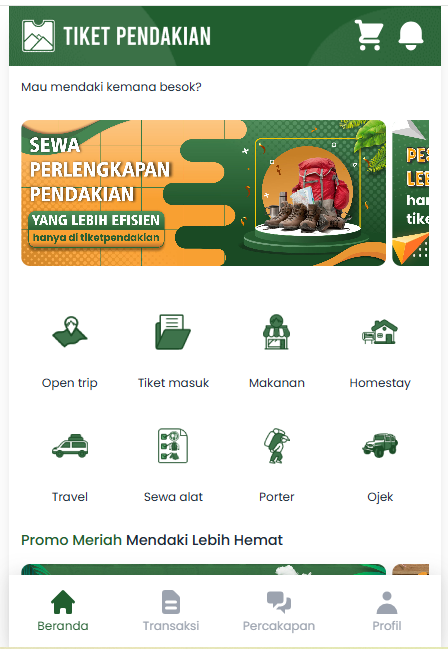 TIKET PENDAKIAN
Mau mendaki kemana besok?
SEWA
PERLENGKAPAN
PENDAKIAN
YANG LEBIH EFISIEN
hanya di tiketpendakian
Open trip
Tiket masuk
Makanan
Homestay
Travel
Sewa alat
Porter
Ojek
Promo Meriah Mendaki Lebih Hemat
Beranda
Transaksi
Percakapan
Profil